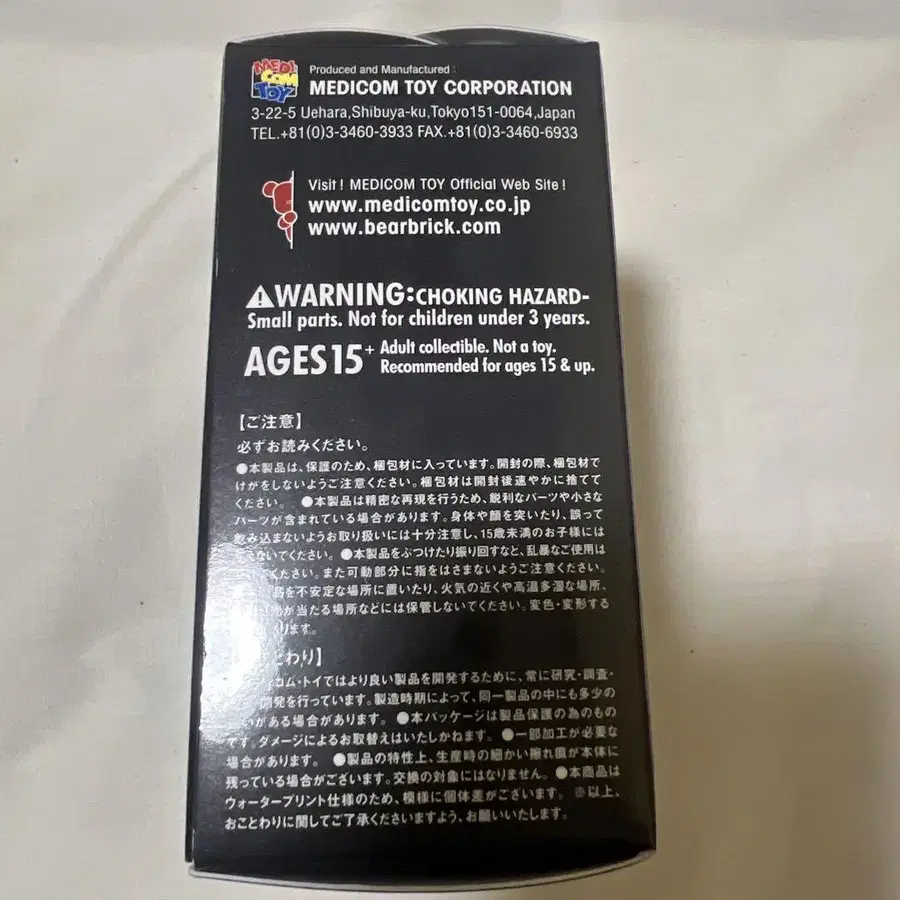 MEDI
COM
TOY
Produced and Manufactured :
MEDICOM TOY CORPORATION
3-22-5 Uehara,Shibuya-ku,Tokyo151-0064,Japan
TEL.+81(0)3-3460-3933 FAX.+81(0)3-3460-6933
Visit ! MEDICOM TOY Official Web Site !
www.medicomtoy.co.jp
www.bearbrick.com
⚠WARNING:CHOKING HAZARD-
Small parts. Not for children under 3 years.
AGES15+ Adult collectible. Not a toy.
Recommended for ages 15 & up.
【ご注意】
必ずお読みください。
●本製品は、保護のため、梱包材に入っています。開封の際、梱包材で
けがをしないようご注意ください。梱包材は開封後速やかに捨てて
ください。 ●本製品は精密な再現を行うため、鋭利なパーツや小さな
パーツが含まれている場合があります。身体や顔を突いたり、誤って
飲み込まないようお取り扱いには十分注意し、15歳未満のお子様には
ないでください。●本製品をぶつけたり振り回すなど、乱暴なご使用は
ください。また可動部分に指をはさまないようご注意ください。
を不安定な場所に置いたり、火気の近くや高温多湿な場所、
が当たる場所などには保管しないでください。変色・変形する
ります。
とわり】
コム・トイではより良い製品を開発するために、常に研究・調査・
開発を行っています。製造時期によって、同一製品の中にも多少の
いがある場合があります。 ●本パッケージは製品保護の為のもの
です。ダメージによるお取替えはいたしかねます。 ●一部加工が必要な
場合があります。 ●製品の特性上、生産時の細かい擦れ痕が本体に
残っている場合がございます。交換の対象にはなりません。 ●本商品は
ウォータープリント仕様のため、模様に個体差がございます。 ※以上、
おことわりに関してご了承くださいますよう、お願いいたします。